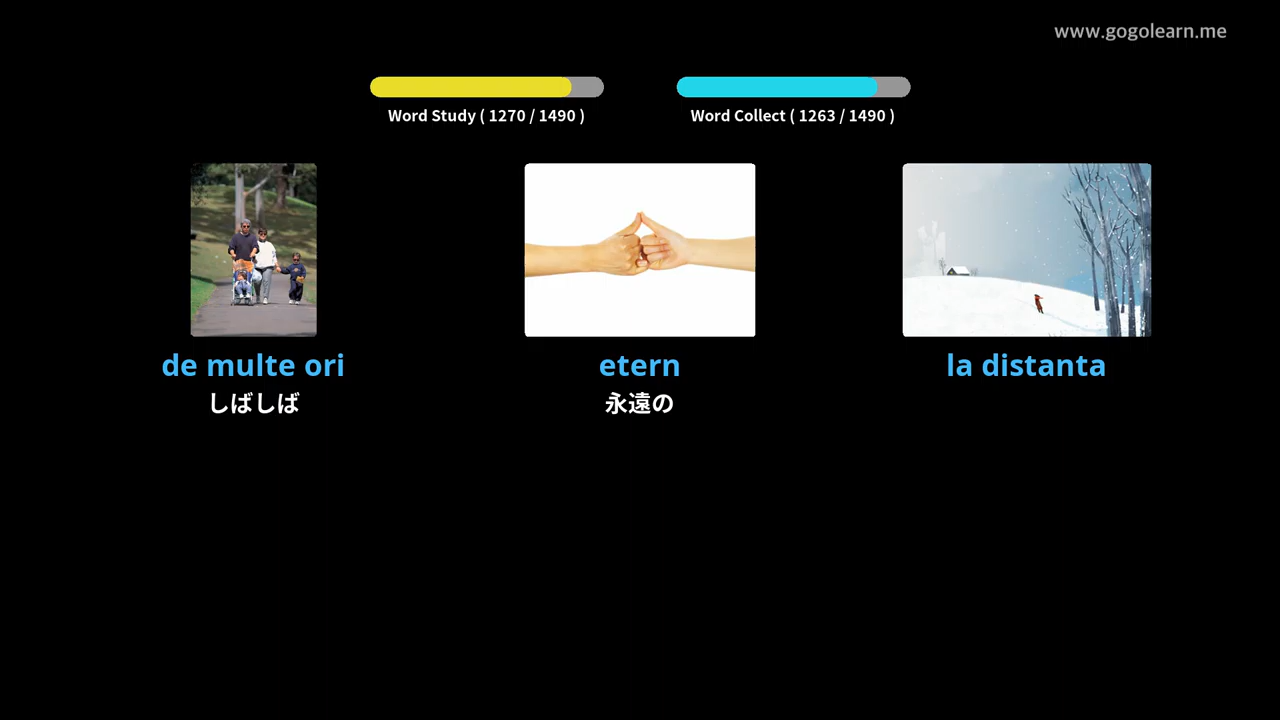 www.gogolearn.me
Word Study ( 1270 / 1490 )
Word Collect ( 1263 / 1490 )
de multe ori
しばしば
etern
永遠の
la distanta